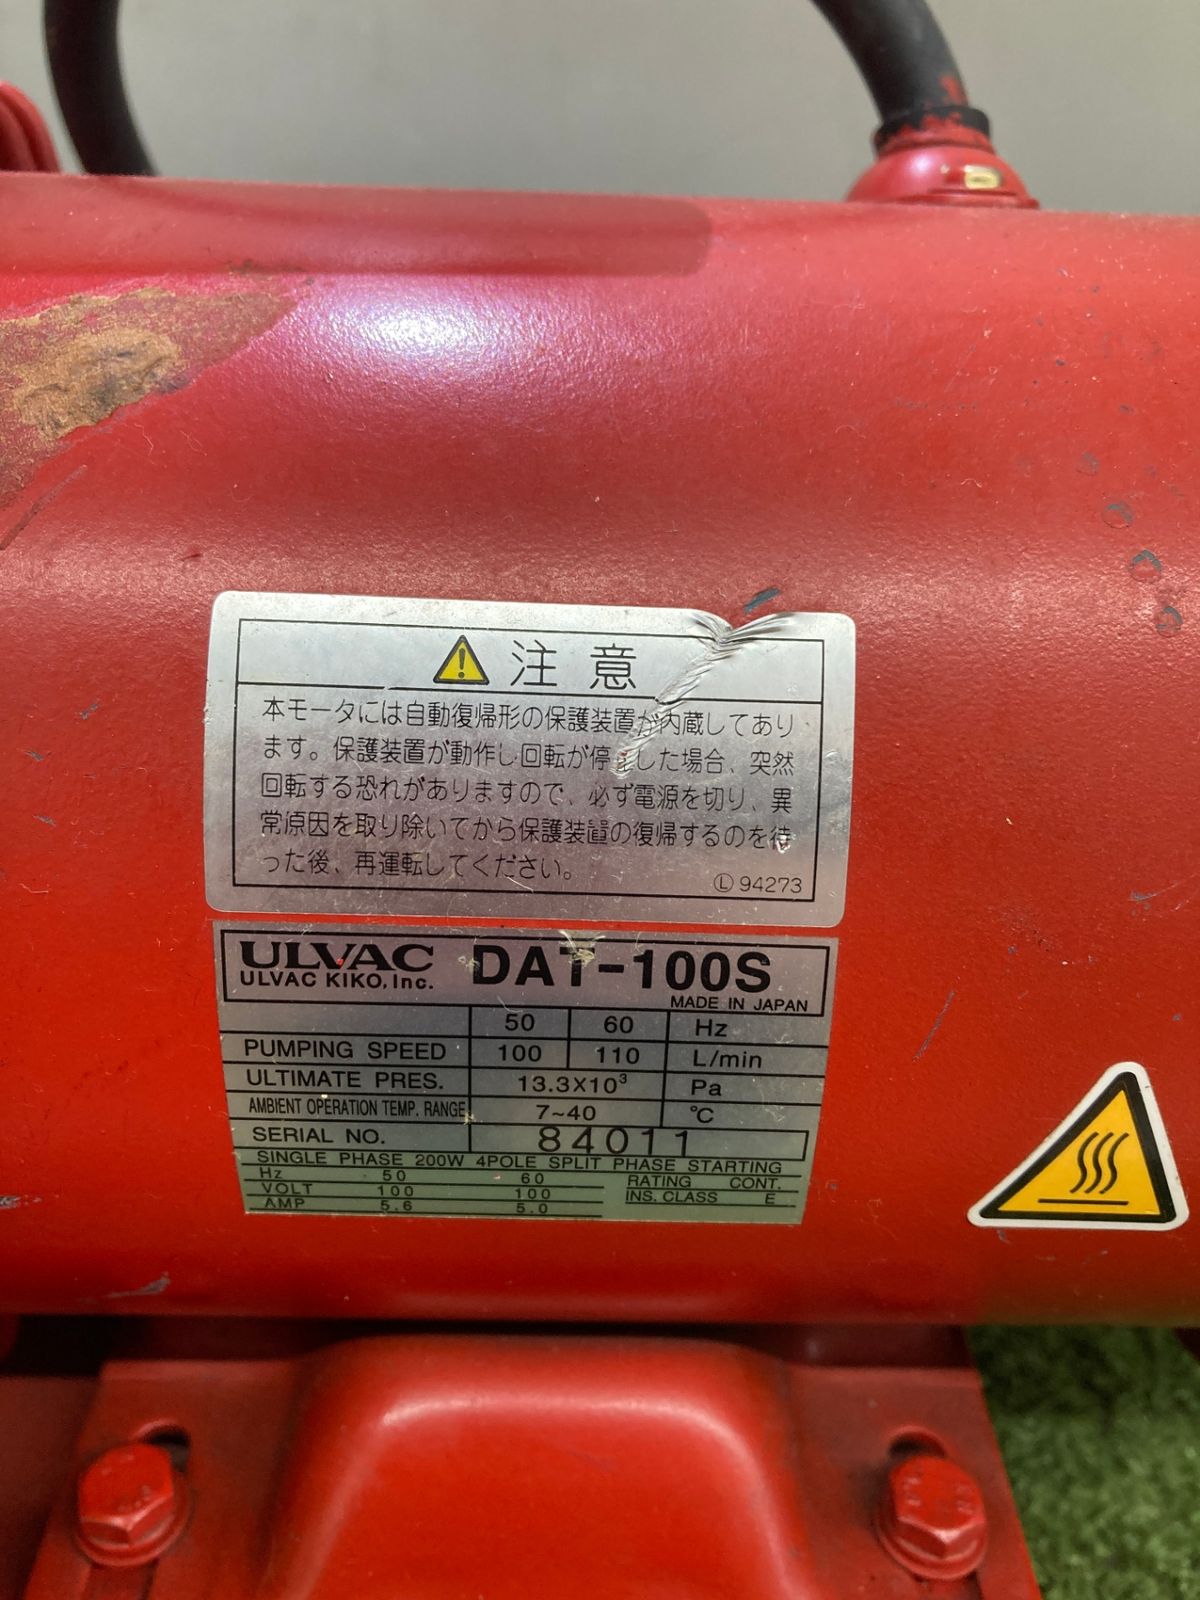 注意
本モータには自動復帰形の保護装置が内蔵してあり
ます。保護装置が動作し回転が停止した場合、突然
回転する恐れがありますので、必ず電源を切り、異
常原因を取り除いてから保護装置の復帰するのを待
った後、再運転してください。
Ⓛ94273
ULVAC DAT-100S
ULVAC KIKO, Inc.
MADE IN JAPAN
50 60 Hz
PUMPING SPEED 100 110 L/min
ULTIMATE PRES. 13.3X10³ Pa
AMBIENT OPERATION TEMP. RANGE 7~40 °C
SERIAL NO. 84011
SINGLE PHASE 200W 4POLE SPLIT PHASE STARTING
Hz 50 60 RATING CONT.
VOLT 100 100 INS. CLASS E
AMP 5.6 5.0